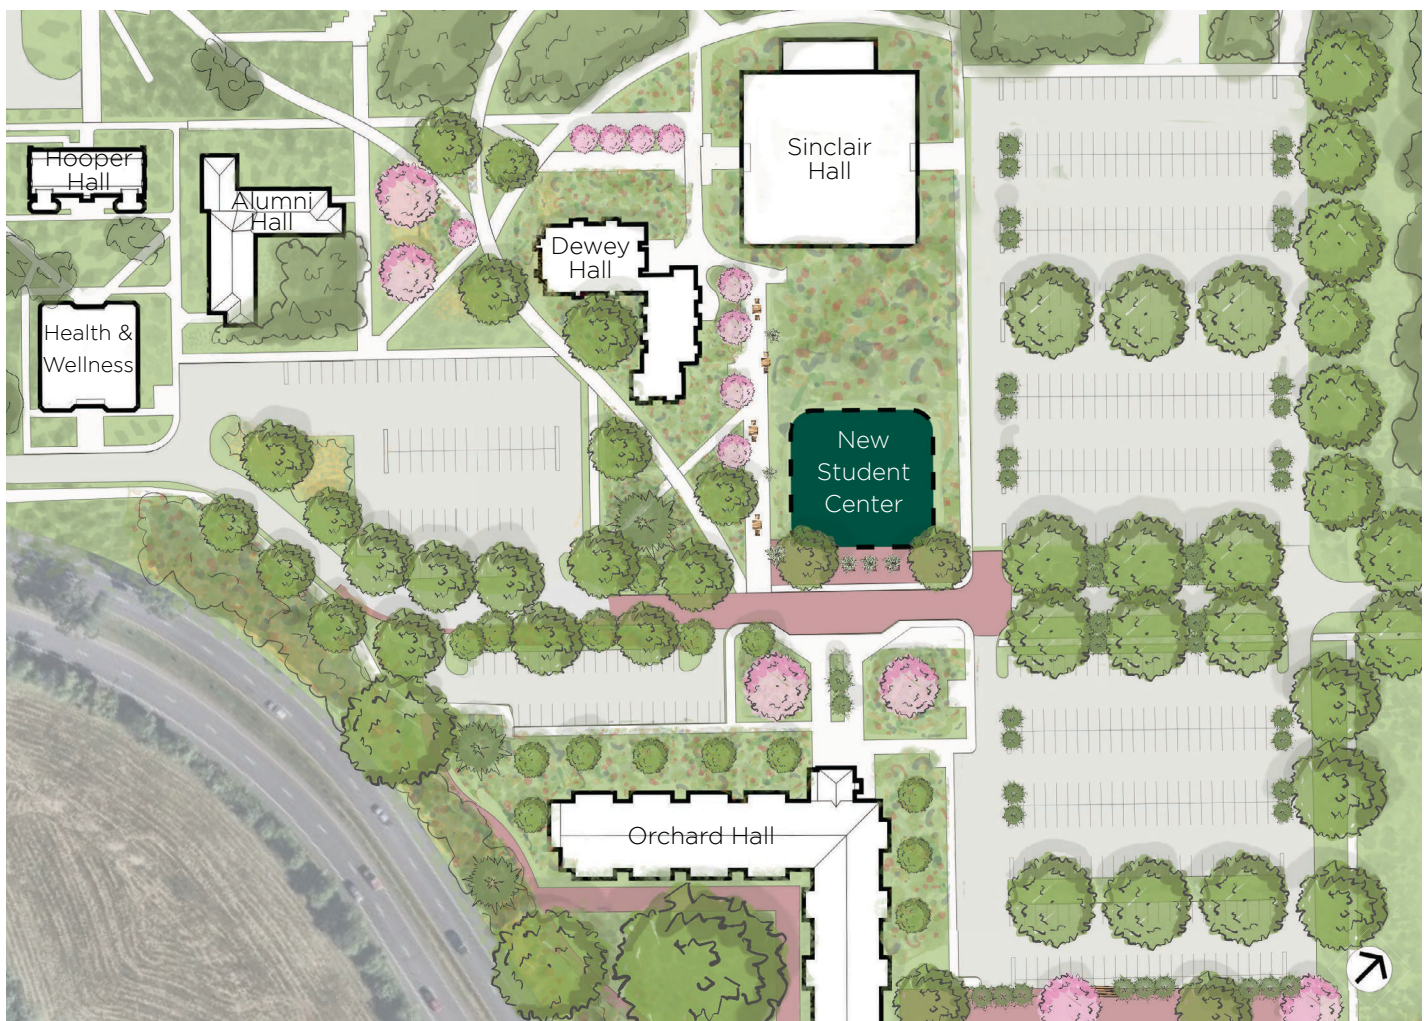 Hooper
Hall
Alumni
Hall
Sinclair
Hall
Dewey
Hall
Health &
Wellness
New
Student
Center
Orchard Hall